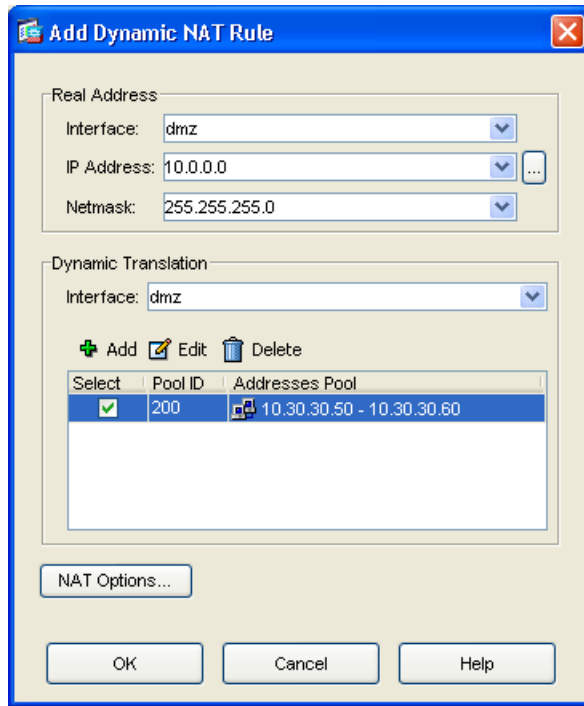 Add Dynamic NAT Rule
Real Address
Interface: dmz
IP Address: 10.0.0.0 ...
Netmask: 255.255.255.0
Dynamic Translation
Interface: dmz
Add Edit Delete
Select Pool ID Addresses Pool
200 10.30.30.50 - 10.30.30.60
NAT Options...
OK Cancel Help